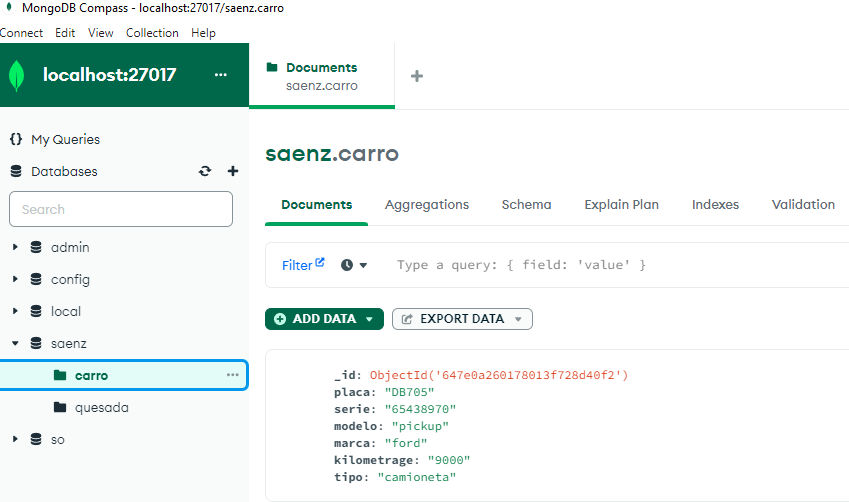 MongoDB Compass - localhost:27017/saenz.carro
Connect Edit View Collection Help
localhost:27017 ...
Documents
saenz.carro
+
{} My Queries
Databases
Search
admin
config
local
saenz
carro ...
quesada
so
saenz.carro
Documents Aggregations Schema Explain Plan Indexes Validation
Filter Type a query: { field: 'value' }
ADD DATA EXPORT DATA
_id: ObjectId('647e0a260178013f728d40f2')
placa: "DB705"
serie: "65438970"
modelo: "pickup"
marca: "ford"
kilometrage: "9000"
tipo: "camioneta"